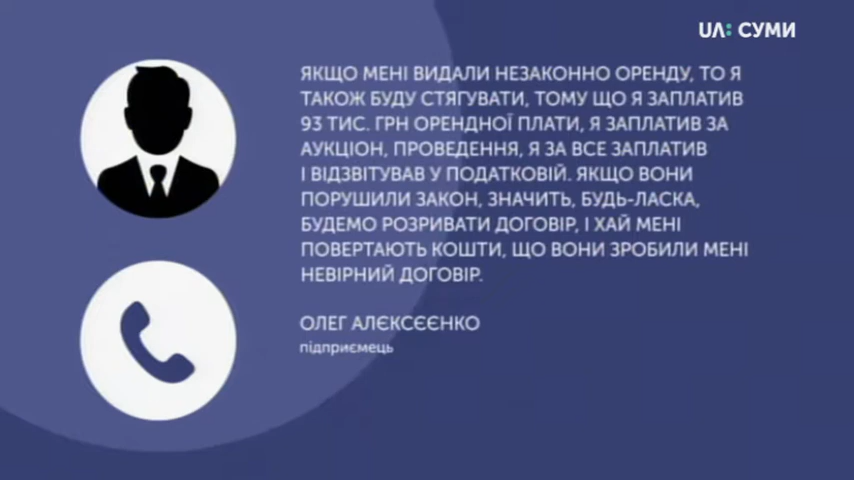 UA: СУМИ
ЯКЩО МЕНІ ВИДАЛИ НЕЗАКОННО ОРЕНДУ, ТО Я
ТАКОЖ БУДУ СТЯГУВАТИ, ТОМУ ЩО Я ЗАПЛАТИВ
93 ТИС. ГРН ОРЕНДНОЇ ПЛАТИ, Я ЗАПЛАТИВ ЗА
АУКЦІОН, ПРОВЕДЕННЯ, Я ЗА ВСЕ ЗАПЛАТИВ
І ВІДЗВІТУВАВ У ПОДАТКОВІЙ. ЯКЩО ВОНИ
ПОРУШИЛИ ЗАКОН, ЗНАЧИТЬ, БУДЬ-ЛАСКА,
БУДЕМО РОЗРИВАТИ ДОГОВІР, І ХАЙ МЕНІ
ПОВЕРТАЮТЬ КОШТИ, ЩО ВОНИ ЗРОБИЛИ МЕНІ
НЕВІРНИЙ ДОГОВІР.
ОЛЕГ АЛЄКСЄЄНКО
підприємець